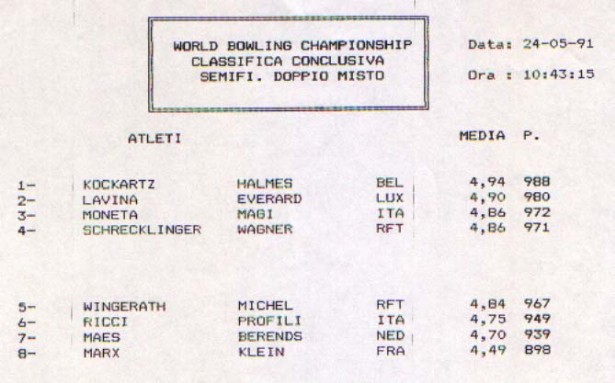 WORLD BOWLING CHAMPIONSHIP Data: 24-05-91
CLASSIFICA CONCLUSIVA
SEMIFI. DOPPIO MISTO Ora : 10:43:15
ATLETI MEDIA P.
1- KOCKARTZ HALMES BEL 4,94 988
2- LAVINA EVERARD LUX 4,90 980
3- MONETA MAGI ITA 4,86 972
4- SCHRECKLINGER WAGNER RFT 4,86 971
5- WINGERATH MICHEL RFT 4,84 967
6- RICCI PROFILI ITA 4,75 949
7- MAES BERENDS NED 4,70 939
8- MARX KLEIN FRA 4,49 898